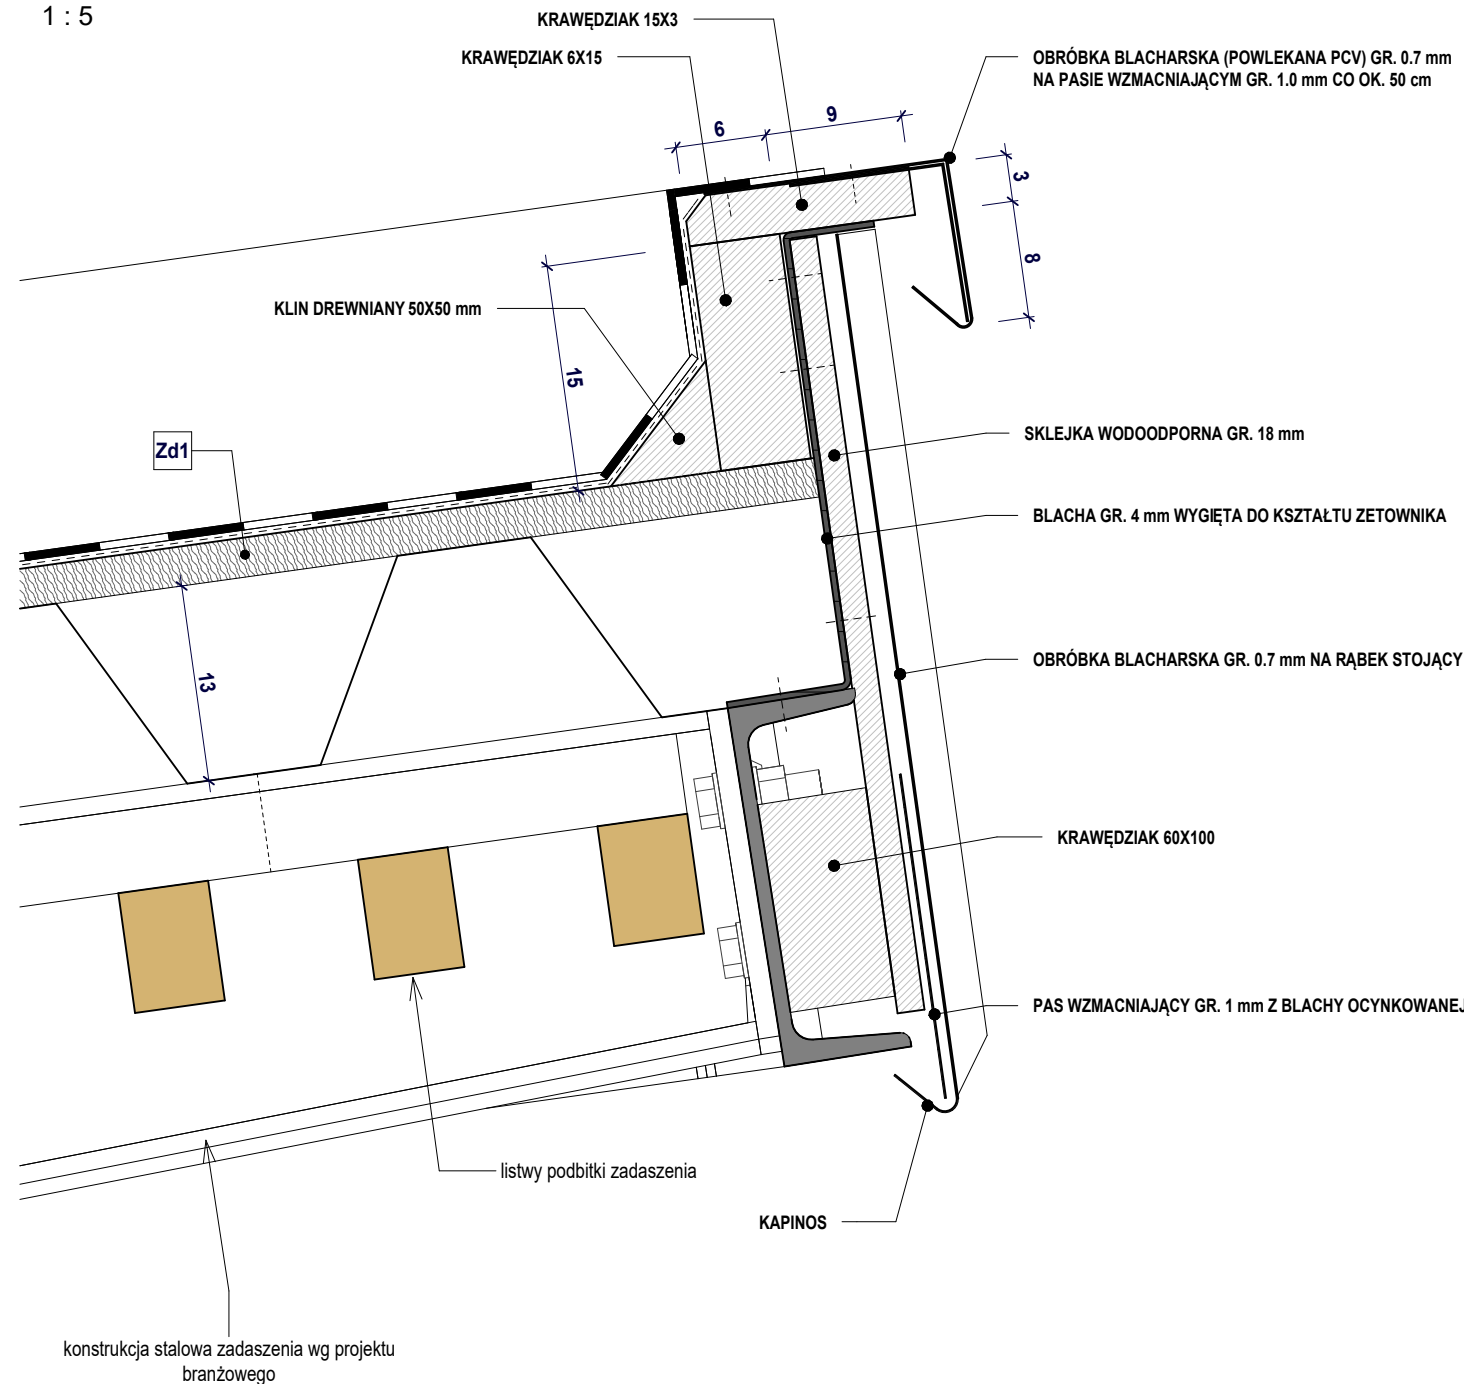 1 : 5
KRAWĘDZIAK 15X3
KRAWĘDZIAK 6X15
OBRÓBKA BLACHARSKA (POWLEKANA PCV) GR. 0.7 mm
NA PASIE WZMACNIAJĄCYM GR. 1.0 mm CO OK. 50 cm
6
9
3
8
KLIN DREWNIANY 50X50 mm
15
Zd1
SKLEJKA WODOODPORNA GR. 18 mm
BLACHA GR. 4 mm WYGIĘTA DO KSZTAŁTU ZETOWNIKA
13
OBRÓBKA BLACHARSKA GR. 0.7 mm NA RĄBEK STOJĄCY
KRAWĘDZIAK 60X100
PAS WZMACNIAJĄCY GR. 1 mm Z BLACHY OCYNKOWANEJ
listwy podbitki zadaszenia
KAPINOS
konstrukcja stalowa zadaszenia wg projektu
branżowego